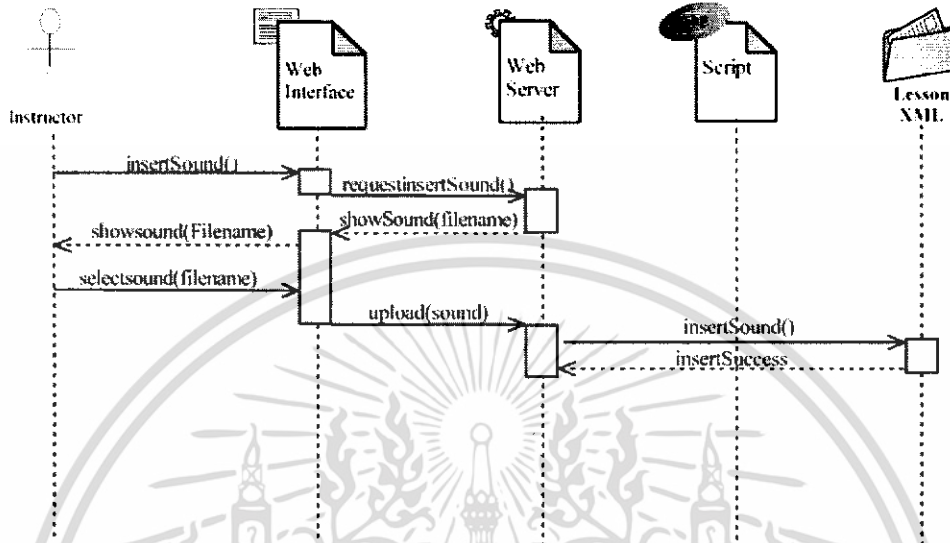 Instructor
Web
Interface
Web
Server
Script
Lesson
XML
insertSound()
requestinsertSound()
showSound(filename)
showsound(Filename)
selectsound(filename)
upload(sound)
insertSound()
insertSuccess